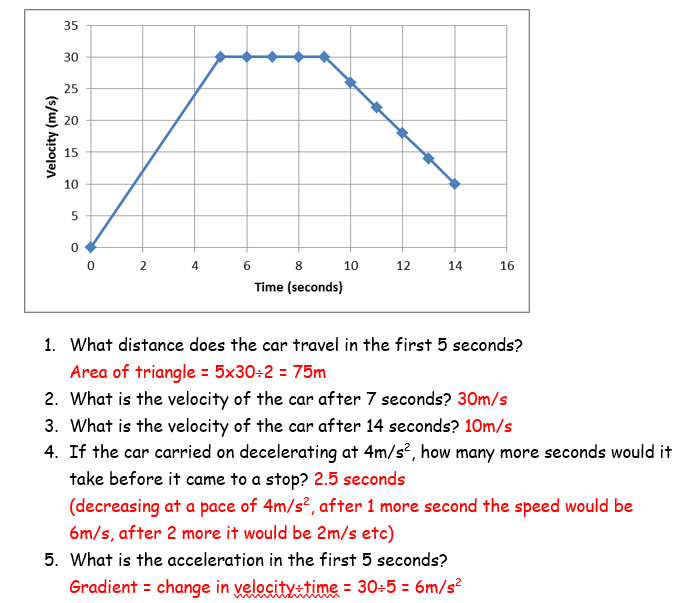 35
30
25
20
15
10
5
0
Velocity (m/s)
0 2 4 6 8 10 12 14 16
Time (seconds)
1. What distance does the car travel in the first 5 seconds?
Area of triangle = 5x30÷2 = 75m
2. What is the velocity of the car after 7 seconds? 30m/s
3. What is the velocity of the car after 14 seconds? 10m/s
4. If the car carried on decelerating at 4m/s², how many more seconds would it
take before it came to a stop? 2.5 seconds
(decreasing at a pace of 4m/s², after 1 more second the speed would be
6m/s, after 2 more it would be 2m/s etc)
5. What is the acceleration in the first 5 seconds?
Gradient = change in velocity÷time = 30÷5 = 6m/s²